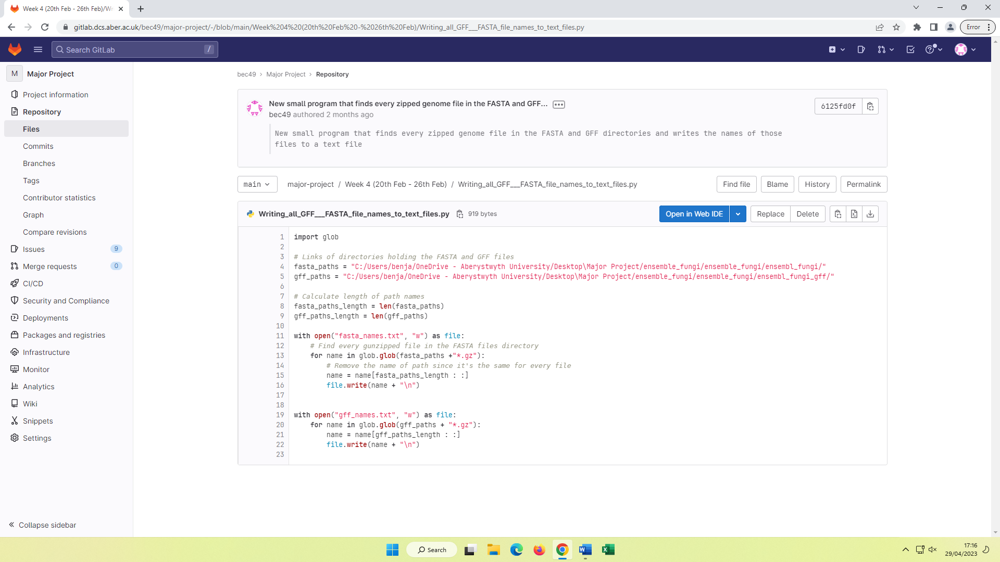 Week 4 (20th Feb - 26th Feb)/Wri
gitlab.dcs.aber.ac.uk/bec49/major-project/-/blob/main/Week%204%20(20th%20Feb%20-%2026th%20Feb)/Writing_all_GFF___FASTA_file_names_to_text_files.py
Error
Search GitLab
/
M
Major Project
Project information
Repository
Files
Commits
Branches
Tags
Contributor statistics
Graph
Compare revisions
Issues 9
Merge requests 0
CI/CD
Security and Compliance
Deployments
Packages and registries
Infrastructure
Monitor
Analytics
Wiki
Snippets
Settings
Collapse sidebar
bec49 › Major Project › Repository
New small program that finds every zipped genome file in the FASTA and GFF...
bec49 authored 2 months ago
6125fd0f
New small program that finds every zipped genome file in the FASTA and GFF directories and writes the names of those
files to a text file
main
major-project / Week 4 (20th Feb - 26th Feb) / Writing_all_GFF___FASTA_file_names_to_text_files.py
Find file
Blame
History
Permalink
Writing_all_GFF___FASTA_file_names_to_text_files.py
919 bytes
Open in Web IDE
Replace
Delete
1 import glob
2
3 # Links of directories holding the FASTA and GFF files
4 fasta_paths = "C:/Users/benja/OneDrive - Aberystwyth University/Desktop\Major Project/ensemble_fungi/ensemble_fungi/ensembl_fungi/"
5 gff_paths = "C:/Users/benja/OneDrive - Aberystwyth University/Desktop\Major Project/ensemble_fungi/ensemble_fungi/ensembl_fungi_gff/"
6
7 # Calculate length of path names
8 fasta_paths_length = len(fasta_paths)
9 gff_paths_length = len(gff_paths)
10
11 with open("fasta_names.txt", "w") as file:
12     # Find every gunzipped file in the FASTA files directory
13     for name in glob.glob(fasta_paths +"*.gz"):
14         # Remove the name of path since it's the same for every file
15         name = name[fasta_paths_length : :]
16         file.write(name + "\n")
17
18
19 with open("gff_names.txt", "w") as file:
20     for name in glob.glob(gff_paths + "*.gz"):
21         name = name[gff_paths_length : :]
22         file.write(name + "\n")
23
Search
17:16
29/04/2023